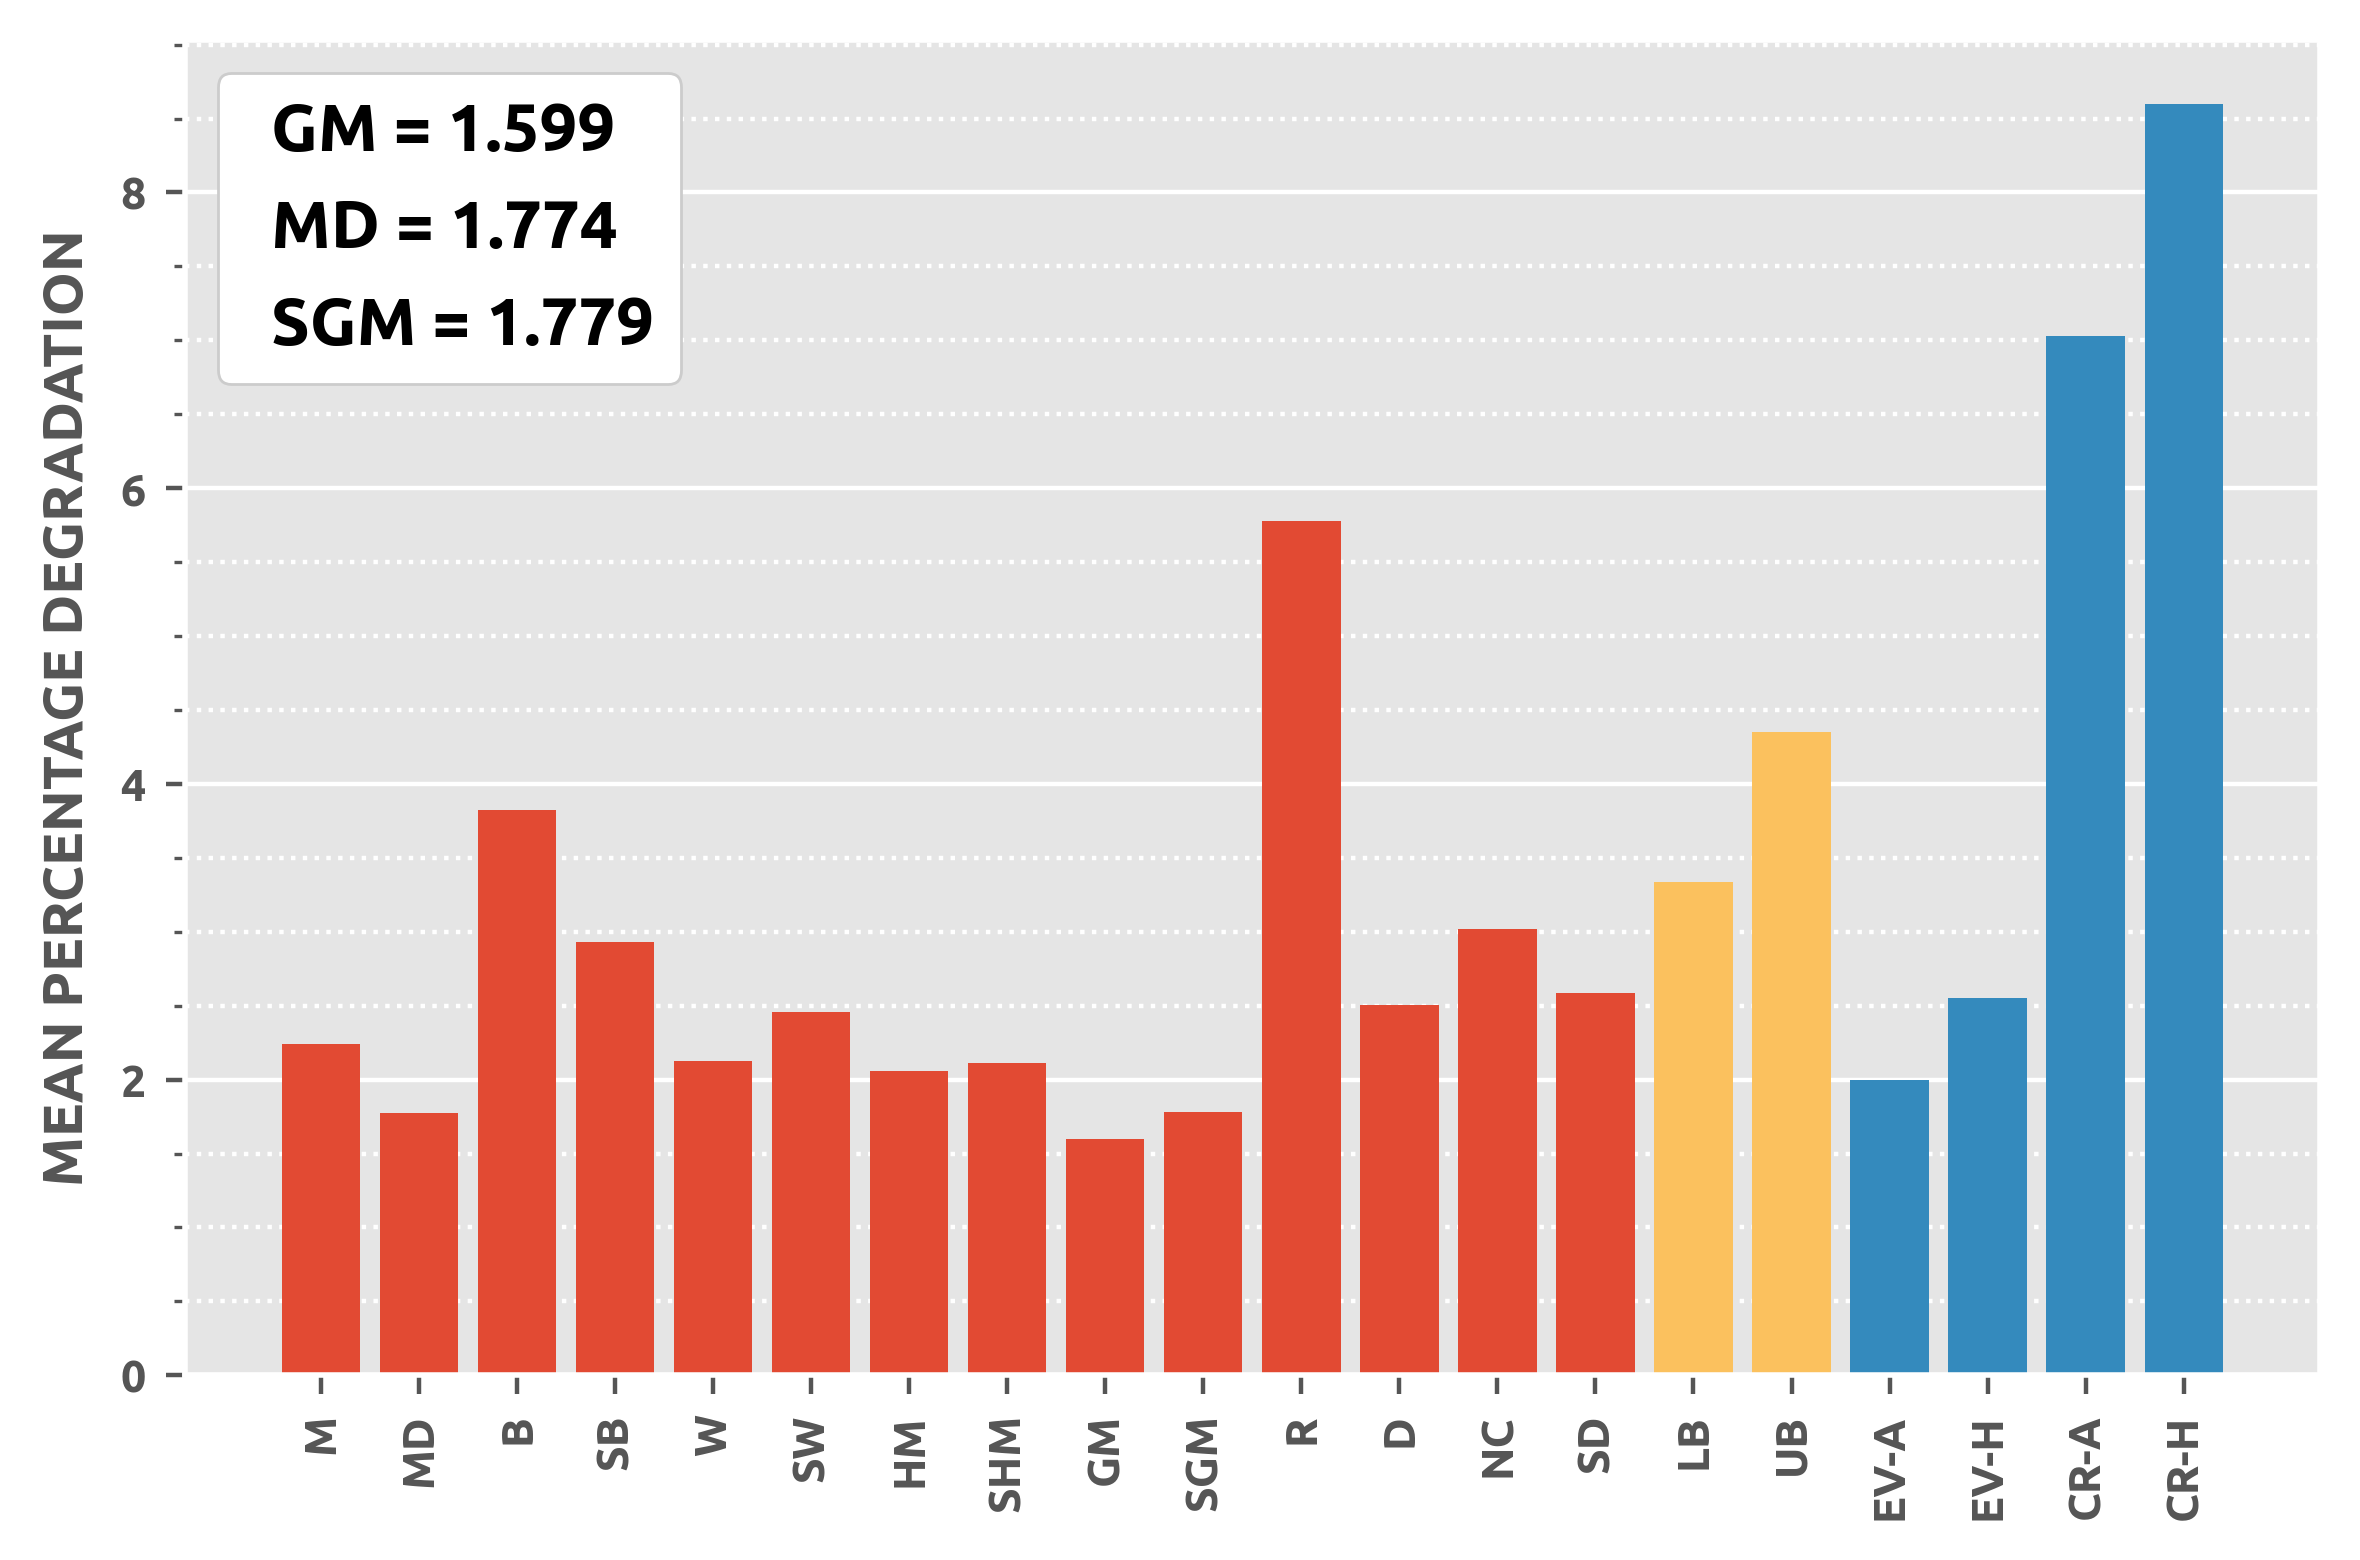 GM = 1.599
MD = 1.774
SGM = 1.779
MEAN PERCENTAGE DEGRADATION
8
6
4
2
0
M MD B SB W SW HM SHM GM SGM R D NC SD LB UB EV-A EV-H CR-A CR-H